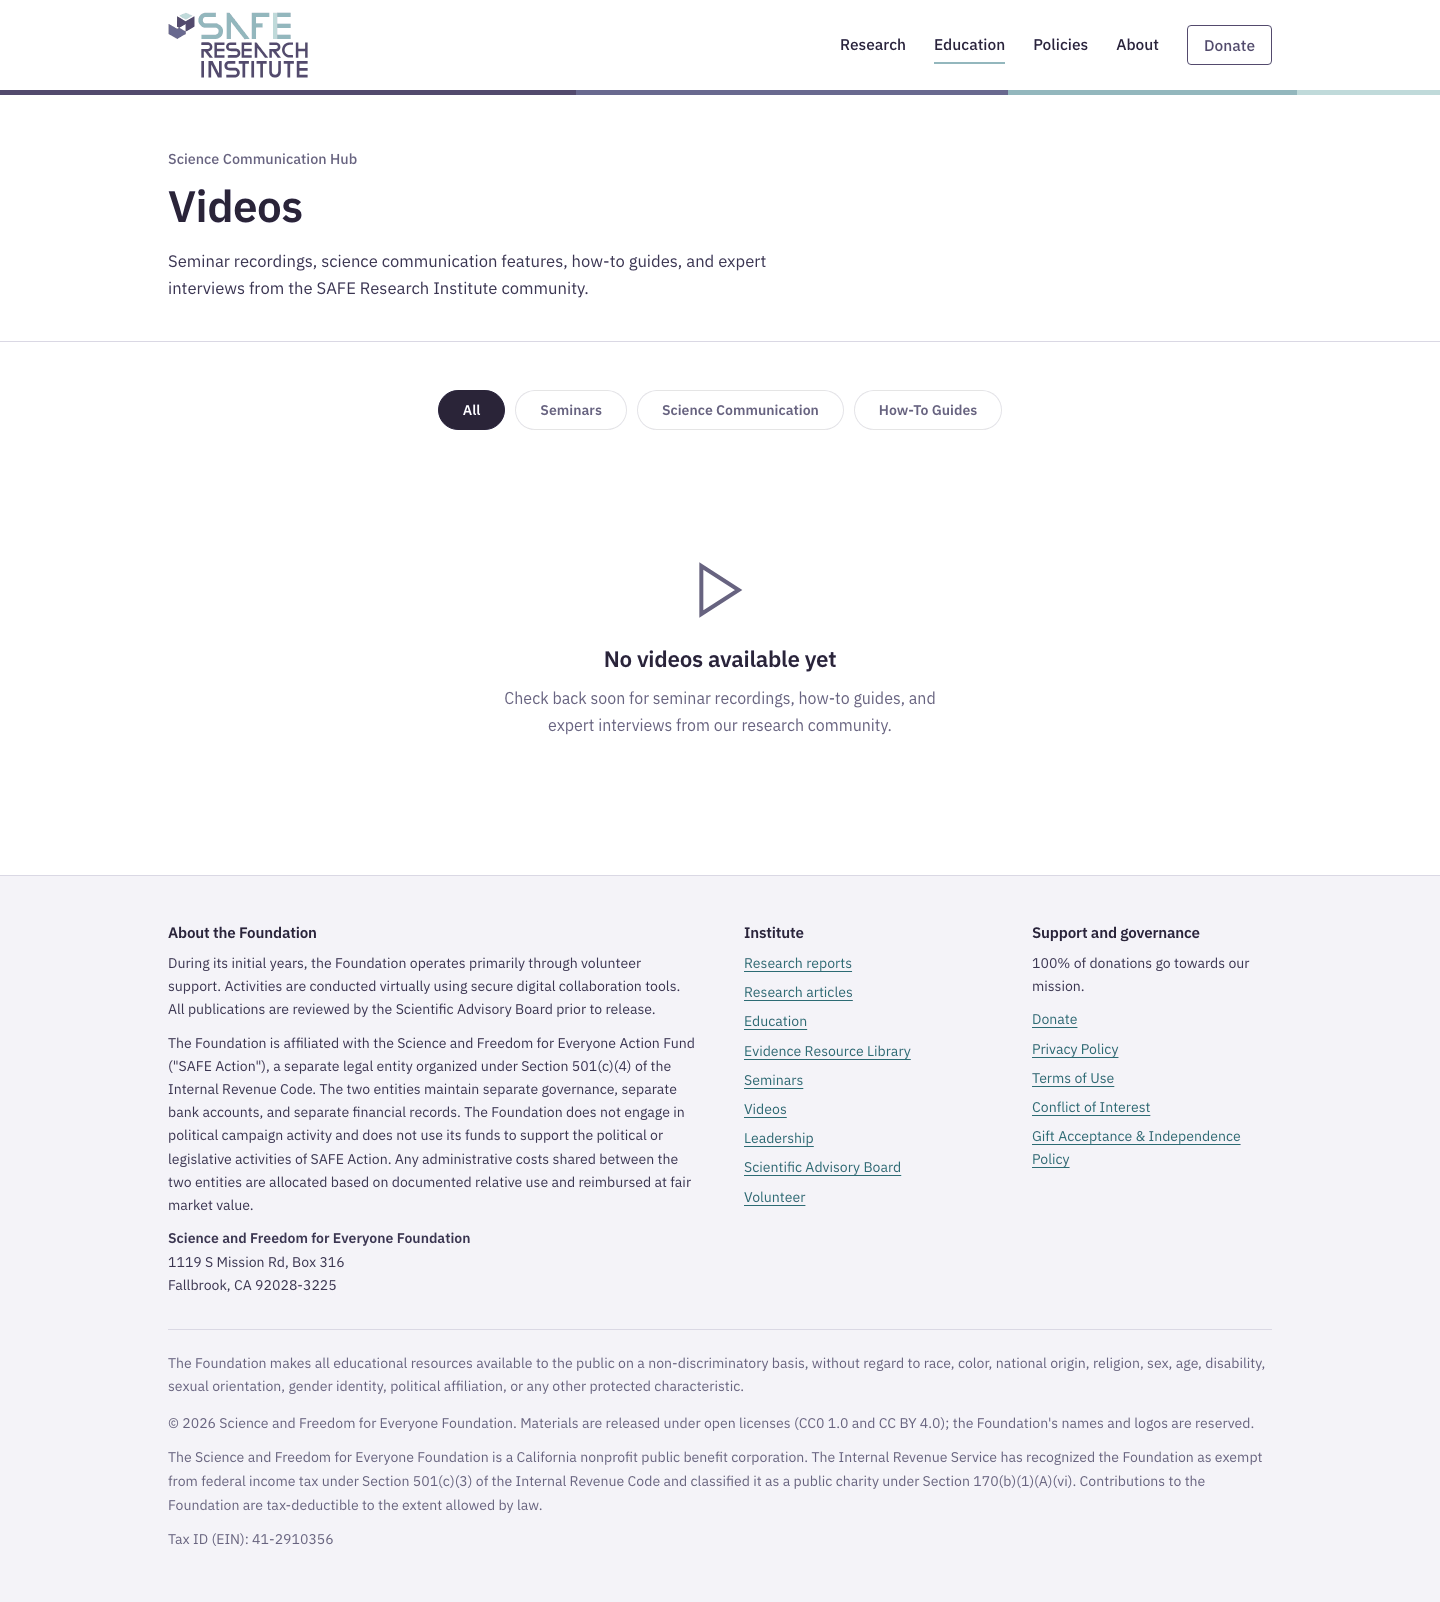 SAFE
RESEARCH
INSTITUTE
Research
Education
Policies
About
Donate
Science Communication Hub
Videos
Seminar recordings, science communication features, how-to guides, and expert
interviews from the SAFE Research Institute community.
All
Seminars
Science Communication
How-To Guides
No videos available yet
Check back soon for seminar recordings, how-to guides, and
expert interviews from our research community.
About the Foundation
During its initial years, the Foundation operates primarily through volunteer
support. Activities are conducted virtually using secure digital collaboration tools.
All publications are reviewed by the Scientific Advisory Board prior to release.
The Foundation is affiliated with the Science and Freedom for Everyone Action Fund
("SAFE Action"), a separate legal entity organized under Section 501(c)(4) of the
Internal Revenue Code. The two entities maintain separate governance, separate
bank accounts, and separate financial records. The Foundation does not engage in
political campaign activity and does not use its funds to support the political or
legislative activities of SAFE Action. Any administrative costs shared between the
two entities are allocated based on documented relative use and reimbursed at fair
market value.
Science and Freedom for Everyone Foundation
1119 S Mission Rd, Box 316
Fallbrook, CA 92028-3225
Institute
Research reports
Research articles
Education
Evidence Resource Library
Seminars
Videos
Leadership
Scientific Advisory Board
Volunteer
Support and governance
100% of donations go towards our
mission.
Donate
Privacy Policy
Terms of Use
Conflict of Interest
Gift Acceptance & Independence
Policy
The Foundation makes all educational resources available to the public on a non-discriminatory basis, without regard to race, color, national origin, religion, sex, age, disability,
sexual orientation, gender identity, political affiliation, or any other protected characteristic.
© 2026 Science and Freedom for Everyone Foundation. Materials are released under open licenses (CC0 1.0 and CC BY 4.0); the Foundation's names and logos are reserved.
The Science and Freedom for Everyone Foundation is a California nonprofit public benefit corporation. The Internal Revenue Service has recognized the Foundation as exempt
from federal income tax under Section 501(c)(3) of the Internal Revenue Code and classified it as a public charity under Section 170(b)(1)(A)(vi). Contributions to the
Foundation are tax-deductible to the extent allowed by law.
Tax ID (EIN): 41-2910356